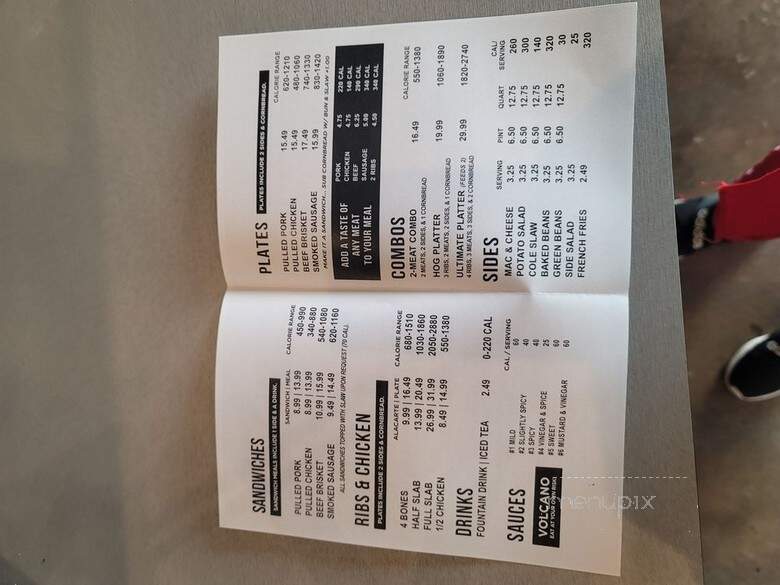 SANDWICHES
SANDWICH MEALS INCLUDE 1 SIDE & A DRINK.
SANDWICH | MEAL CALORIE RANGE
PULLED PORK 8.99 | 13.99 450-990
PULLED CHICKEN 8.99 | 13.99 340-880
BEEF BRISKET 10.99 | 15.99 540-1080
SMOKED SAUSAGE 9.49 | 14.49 620-1160
ALL SANDWICHES TOPPED WITH SLAW UPON REQUEST (70 CAL).
RIBS & CHICKEN
PLATES INCLUDE 2 SIDES & CORNBREAD.
ALACARTE | PLATE CALORIE RANGE
4 BONES 9.99 | 16.49 680-1510
HALF SLAB 13.99 | 20.49 1030-1860
FULL SLAB 26.99 | 31.99 2050-2880
1/2 CHICKEN 8.49 | 14.99 550-1380
DRINKS
FOUNTAIN DRINK | ICED TEA 2.49 0-220 CAL
SAUCES
CAL / SERVING
#1 MILD 60
#2 SLIGHTLY SPICY 40
#3 SPICY 40
#4 VINEGAR & SPICE 25
#5 SWEET 60
#6 MUSTARD & VINEGAR 60
VOLCANO
EAT AT YOUR OWN RISK!
PLATES
PLATES INCLUDE 2 SIDES & CORNBREAD.
CALORIE RANGE
PULLED PORK 15.49 620-1210
PULLED CHICKEN 15.49 480-1060
BEEF BRISKET 17.49 740-1330
SMOKED SAUSAGE 15.99 830-1420
MAKE IT A SANDWICH... SUB CORNBREAD W/ BUN & SLAW +1.00
ADD A TASTE OF
ANY MEAT
TO YOUR MEAL
PORK 4.75 220 CAL
CHICKEN 4.75 140 CAL
BEEF 6.25 290 CAL
SAUSAGE 5.00 340 CAL
2 RIBS 4.50 340 CAL
COMBOS
CALORIE RANGE
2-MEAT COMBO 16.49 550-1380
2 MEATS, 2 SIDES, & 1 CORNBREAD
HOG PLATTER 19.99 1060-1890
3 RIBS, 2 MEATS, 2 SIDES, & 1 CORNBREAD
ULTIMATE PLATTER (FEEDS 2) 29.99 1820-2740
4 RIBS, 3 MEATS, 3 SIDES, & 2 CORNBREAD
SIDES
SERVING PINT QUART CAL/SERVING
MAC & CHEESE 3.25 6.50 12.75 260
POTATO SALAD 3.25 6.50 12.75 300
COLE SLAW 3.25 6.50 12.75 140
BAKED BEANS 3.25 6.50 12.75 320
GREEN BEANS 3.25 6.50 12.75 30
SIDE SALAD 3.25 25
FRENCH FRIES 2.49 320
menupix